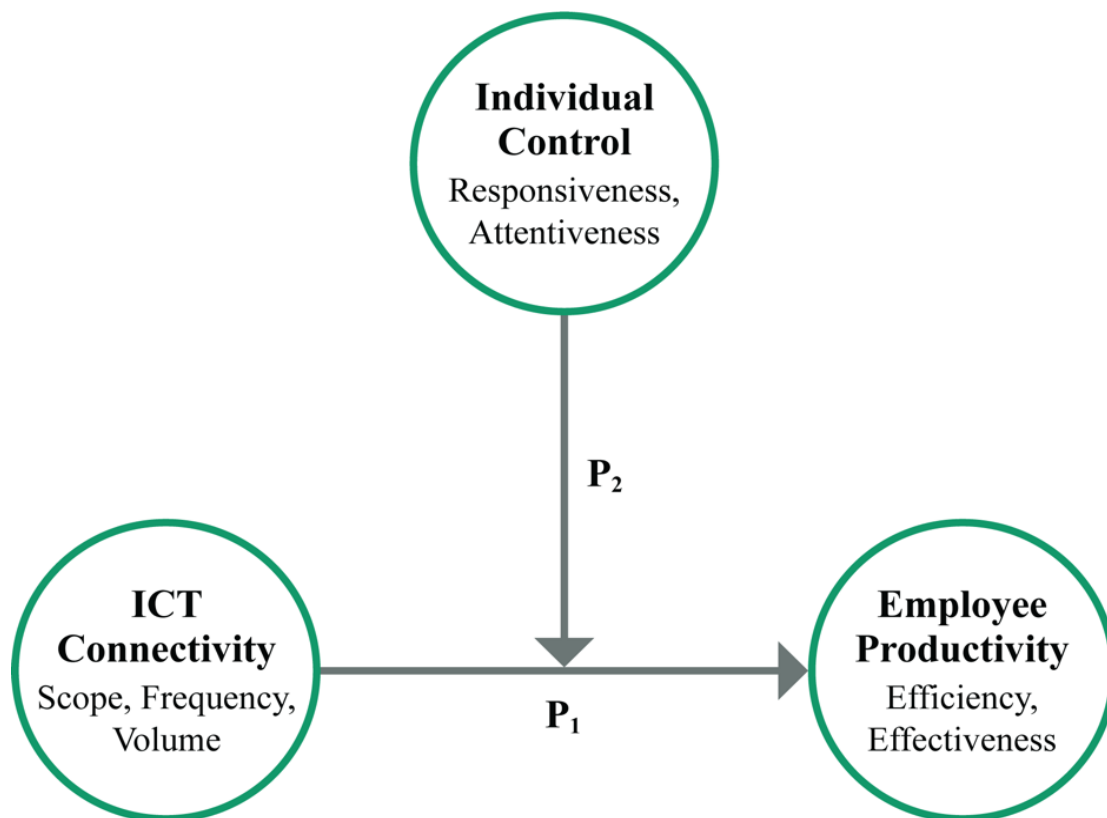 Individual
Control
Responsiveness,
Attentiveness
P₂
ICT
Connectivity
Scope, Frequency,
Volume
P₁
Employee
Productivity
Efficiency,
Effectiveness